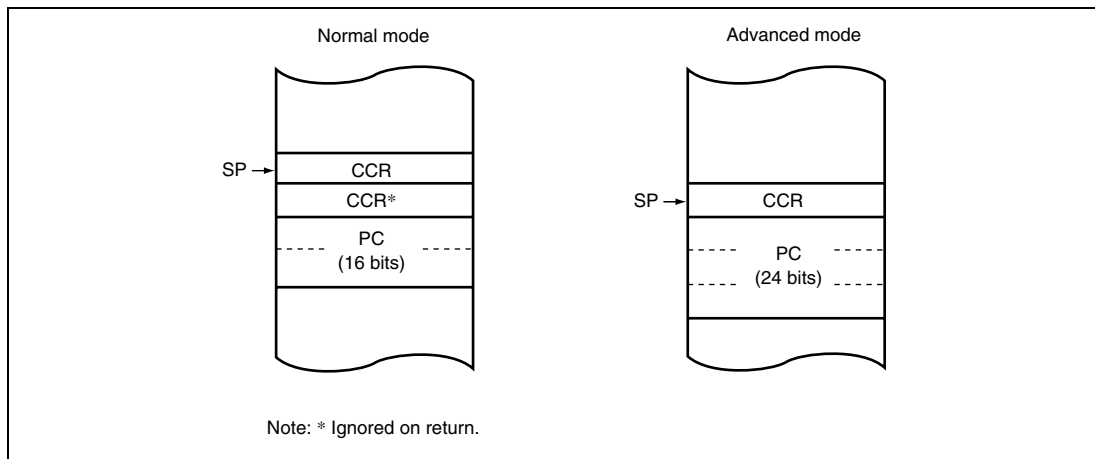 Normal mode
SP
CCR
CCR*
PC
(16 bits)
Advanced mode
SP
CCR
PC
(24 bits)
Note: * Ignored on return.